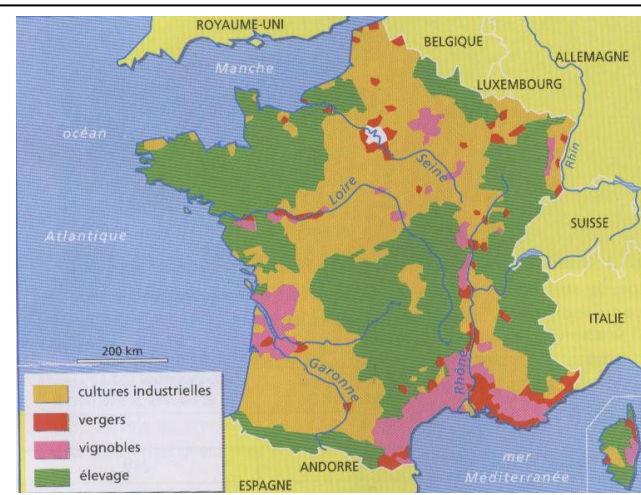 ROYAUME-UNI
BELGIQUE
ALLEMAGNE
Manche
LUXEMBOURG
océan
Seine
Rhin
Loire
SUISSE
Atlantique
ITALIE
200 km
Garonne
Rhône
cultures industrielles
vergers
vignobles
élevage
mer
Méditerranée
ANDORRE
ESPAGNE